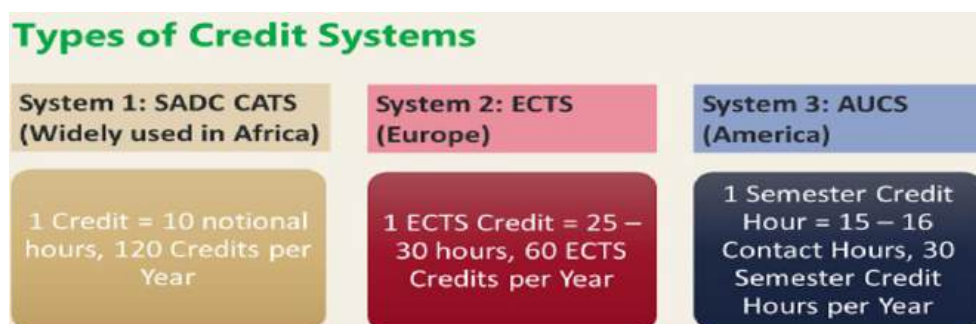 Types of Credit Systems
System 1: SADC CATS
(Widely used in Africa)
1 Credit = 10 notional
hours, 120 Credits per
Year
System 2: ECTS
(Europe)
1 ECTS Credit = 25 –
30 hours, 60 ECTS
Credits per Year
System 3: AUCS
(America)
1 Semester Credit
Hour = 15 – 16
Contact Hours, 30
Semester Credit
Hours per Year